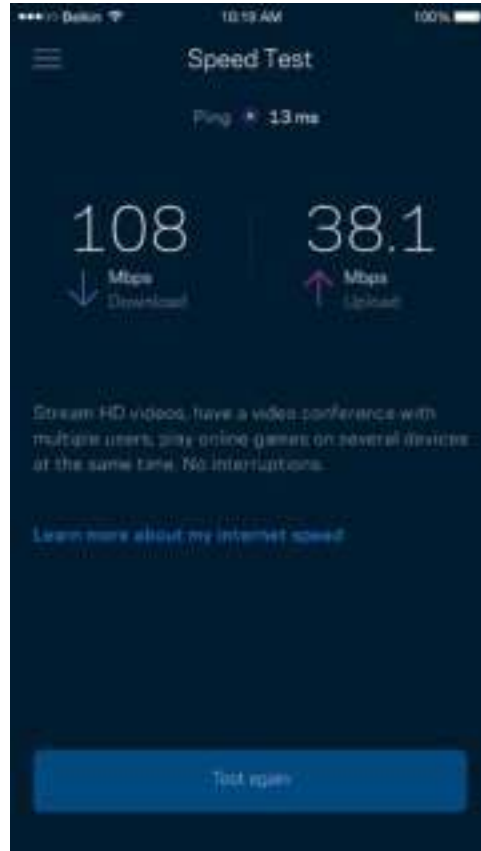 Belkin 10:19 AM 100%
Speed Test
Ping 13 ms
108 38.1
Mbps Mbps
Download Upload
Stream HD videos, have a video conference with
multiple users, play online games on several devices
at the same time. No interruptions.
Learn more about my internet speed
Test again